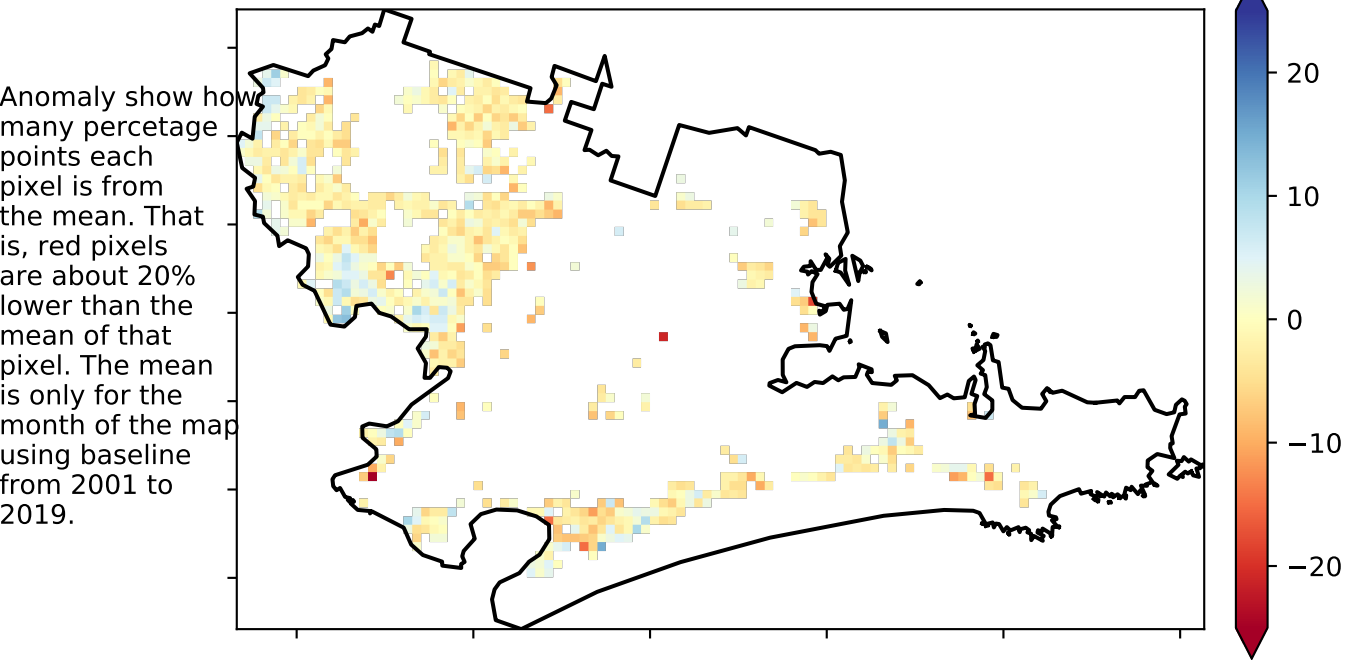 Anomaly show how
many percetage
points each
pixel is from
the mean. That
is, red pixels
are about 20%
lower than the
mean of that
pixel. The mean
is only for the
month of the map
using baseline
from 2001 to
2019.
20
10
0
−10
−20